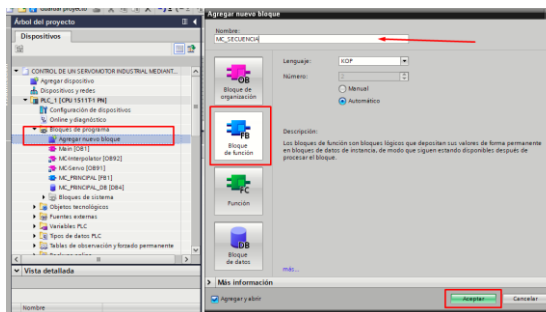 Guardar proyecto
Árbol del proyecto
Dispositivos
CONTROL DE UN SERVOMOTOR INDUSTRIAL MEDIANT...
Agregar dispositivo
Dispositivos y redes
PLC_1 [CPU 1511T-1 PN]
Configuración de dispositivos
Online y diagnóstico
Bloques de programa
Agregar nuevo bloque
Main [OB1]
MC-Interpolator [OB92]
MC-Servo [OB91]
MC_PRINCIPAL [FB1]
MC_PRINCIPAL_DB [DB4]
Bloques de sistema
Objetos tecnológicos
Fuentes externas
Variables PLC
Tipos de datos PLC
Tablas de observación y forzado permanente
Vista detallada
Nombre
Agregar nuevo bloque
Nombre:
MC_SECUENCIA
OB
Bloque de
organización
FB
Bloque
de función
FC
Función
DB
Bloque
de datos
Lenguaje:
KOP
Número:
Manual
Automático
Descripción:
Los bloques de función son bloques lógicos que depositan sus valores de forma permanente
en bloques de datos de instancia, de modo que siguen estando disponibles después de
procesar el bloque.
más...
Más información
Agregar y abrir
Aceptar
Cancelar